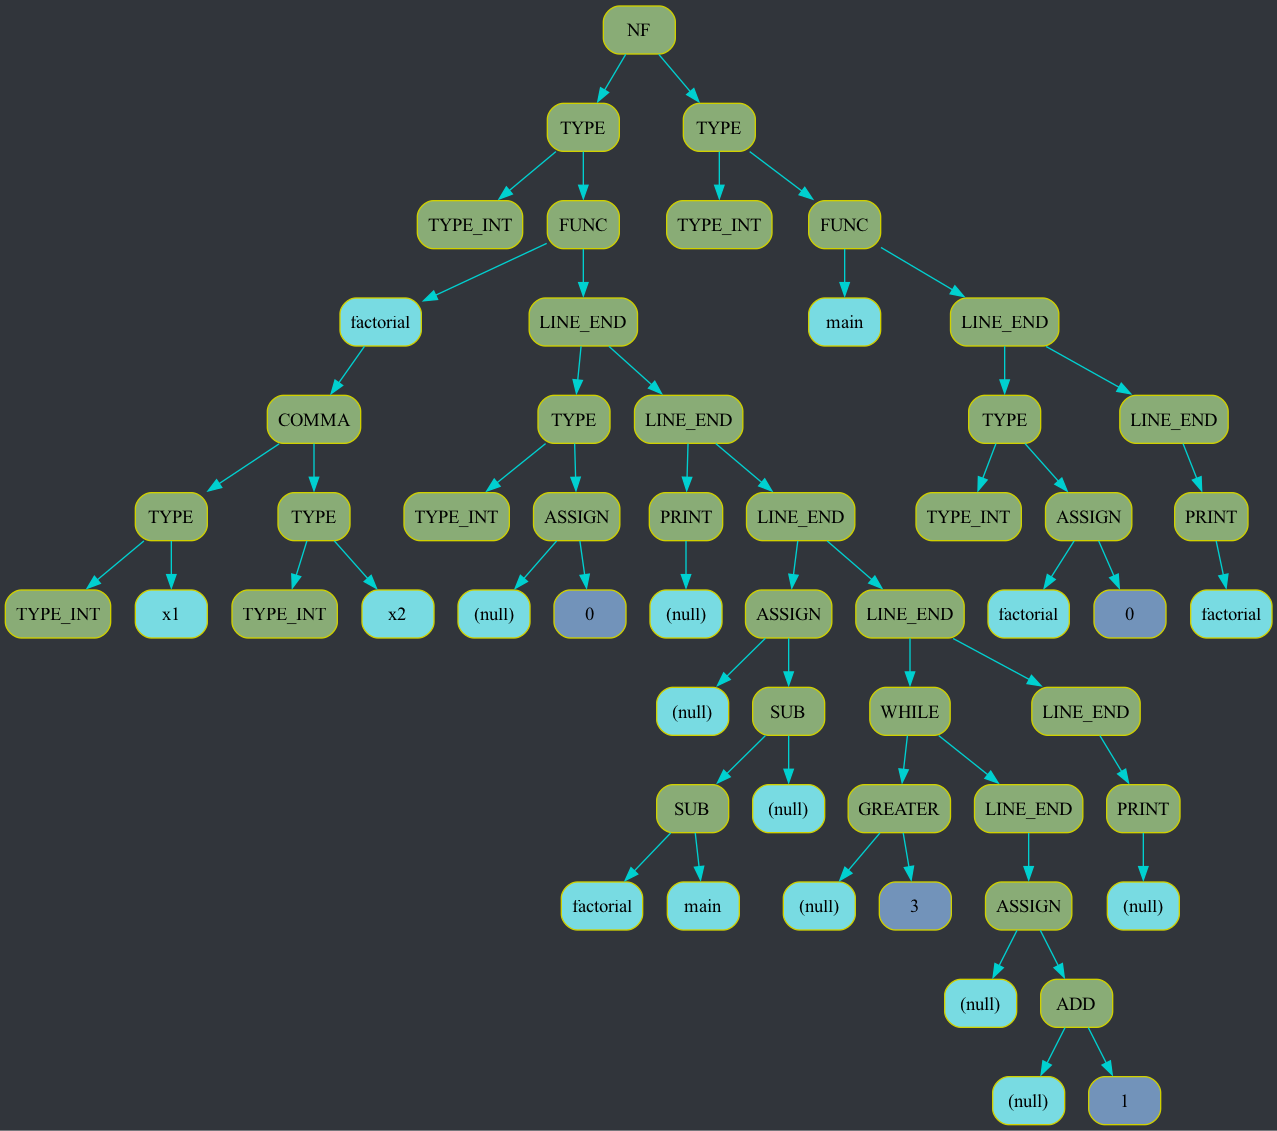 NF
TYPE TYPE
TYPE_INT FUNC TYPE_INT FUNC
factorial LINE_END main LINE_END
COMMA TYPE LINE_END TYPE LINE_END
TYPE TYPE TYPE_INT ASSIGN PRINT LINE_END TYPE_INT ASSIGN PRINT
TYPE_INT x1 TYPE_INT x2 (null) 0 (null) ASSIGN LINE_END factorial 0 factorial
(null) SUB WHILE LINE_END
SUB (null) GREATER LINE_END PRINT
factorial main (null) 3 ASSIGN (null)
(null) ADD
(null) 1